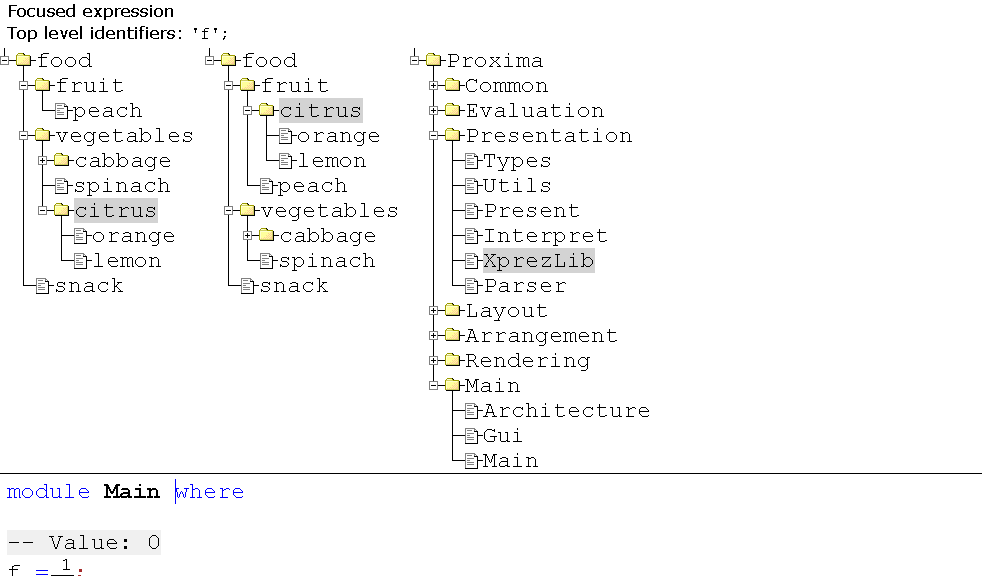 Focused expression
Top level identifiers: 'f';
food
fruit
peach
vegetables
cabbage
spinach
citrus
orange
lemon
snack
food
fruit
citrus
orange
lemon
peach
vegetables
cabbage
spinach
snack
Proxima
Common
Evaluation
Presentation
Types
Utils
Present
Interpret
XprezLib
Parser
Layout
Arrangement
Rendering
Main
Architecture
Gui
Main
module Main where
-- Value: 0
f = 1;